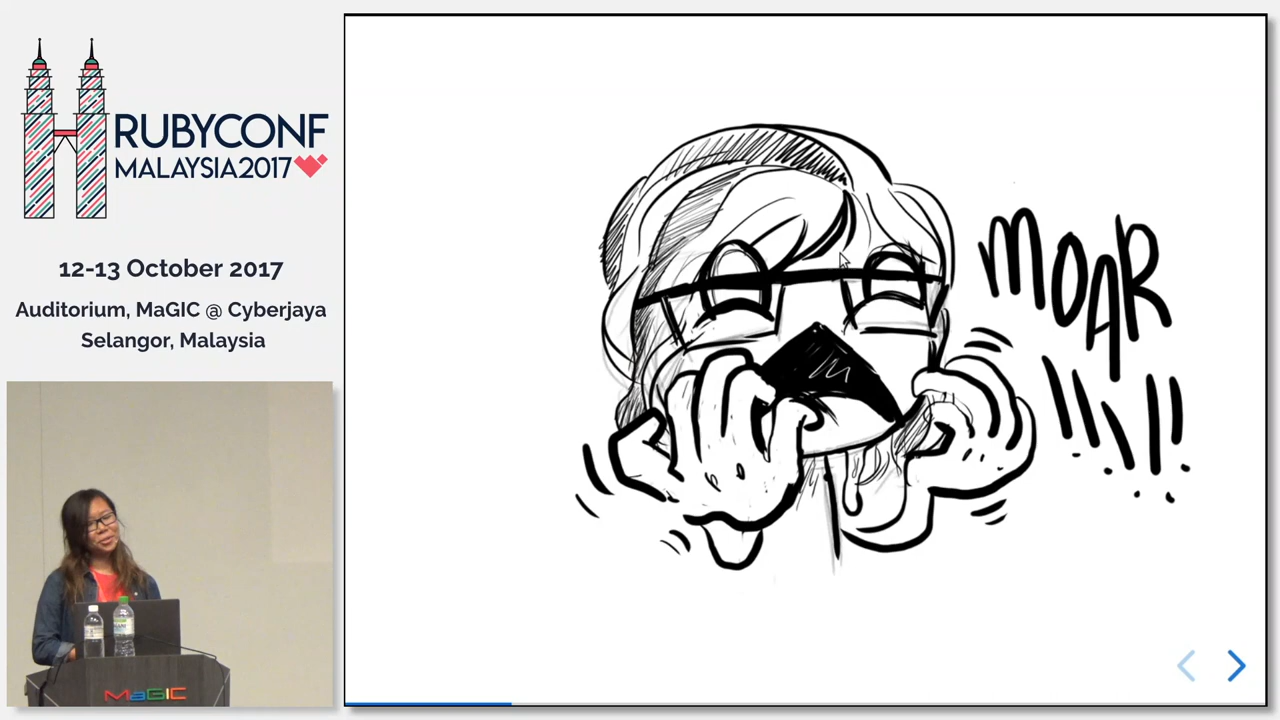 RUBYCONF
MALAYSIA2017
12-13 October 2017
Auditorium, MaGIC @ Cyberjaya
Selangor, Malaysia
MaGIC
MOAR
!!!!!